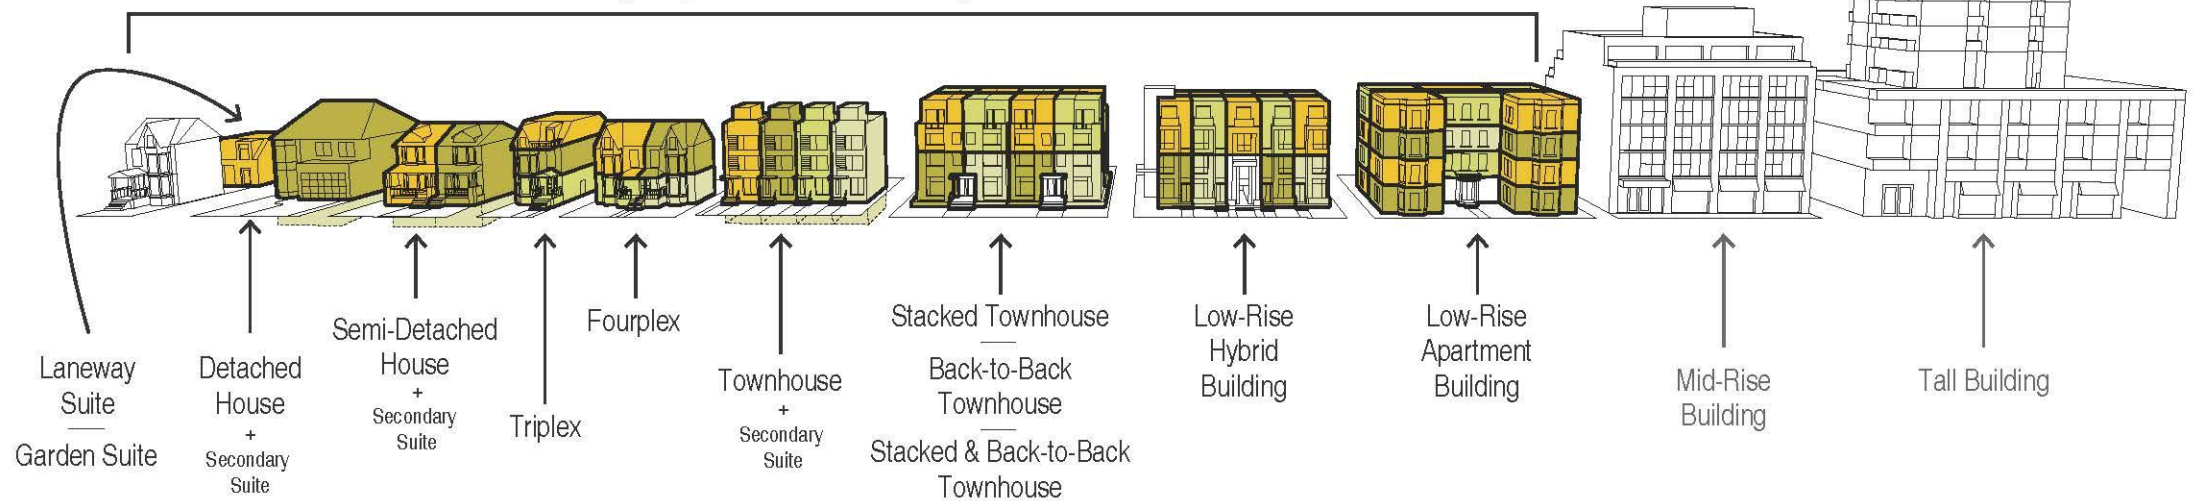 Laneway
Suite
Garden Suite
Detached
House
+
Secondary
Suite
Semi-Detached
House
+
Secondary
Suite
Triplex
Fourplex
Townhouse
+
Secondary
Suite
Stacked Townhouse
Back-to-Back
Townhouse
Stacked & Back-to-Back
Townhouse
Low-Rise
Hybrid
Building
Low-Rise
Apartment
Building
Mid-Rise
Building
Tall Building